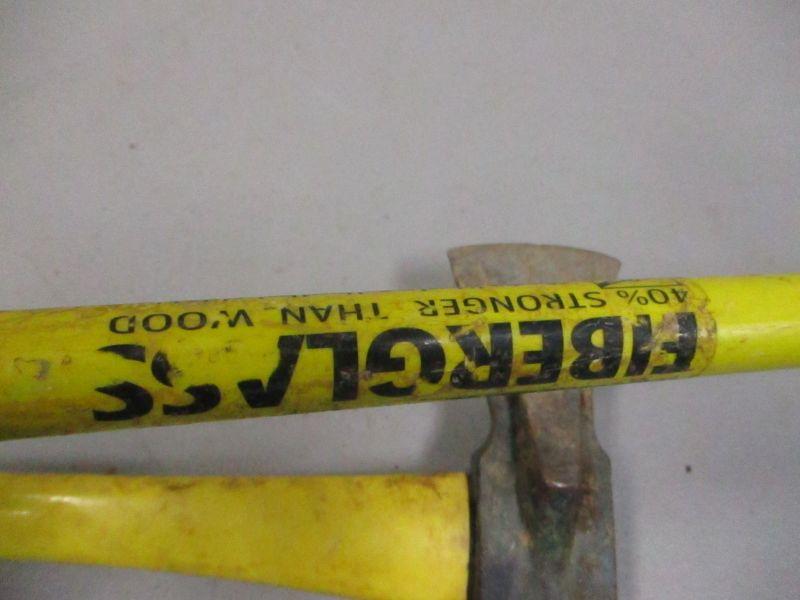 FIBERGLASS
40% STRONGER THAN WOOD